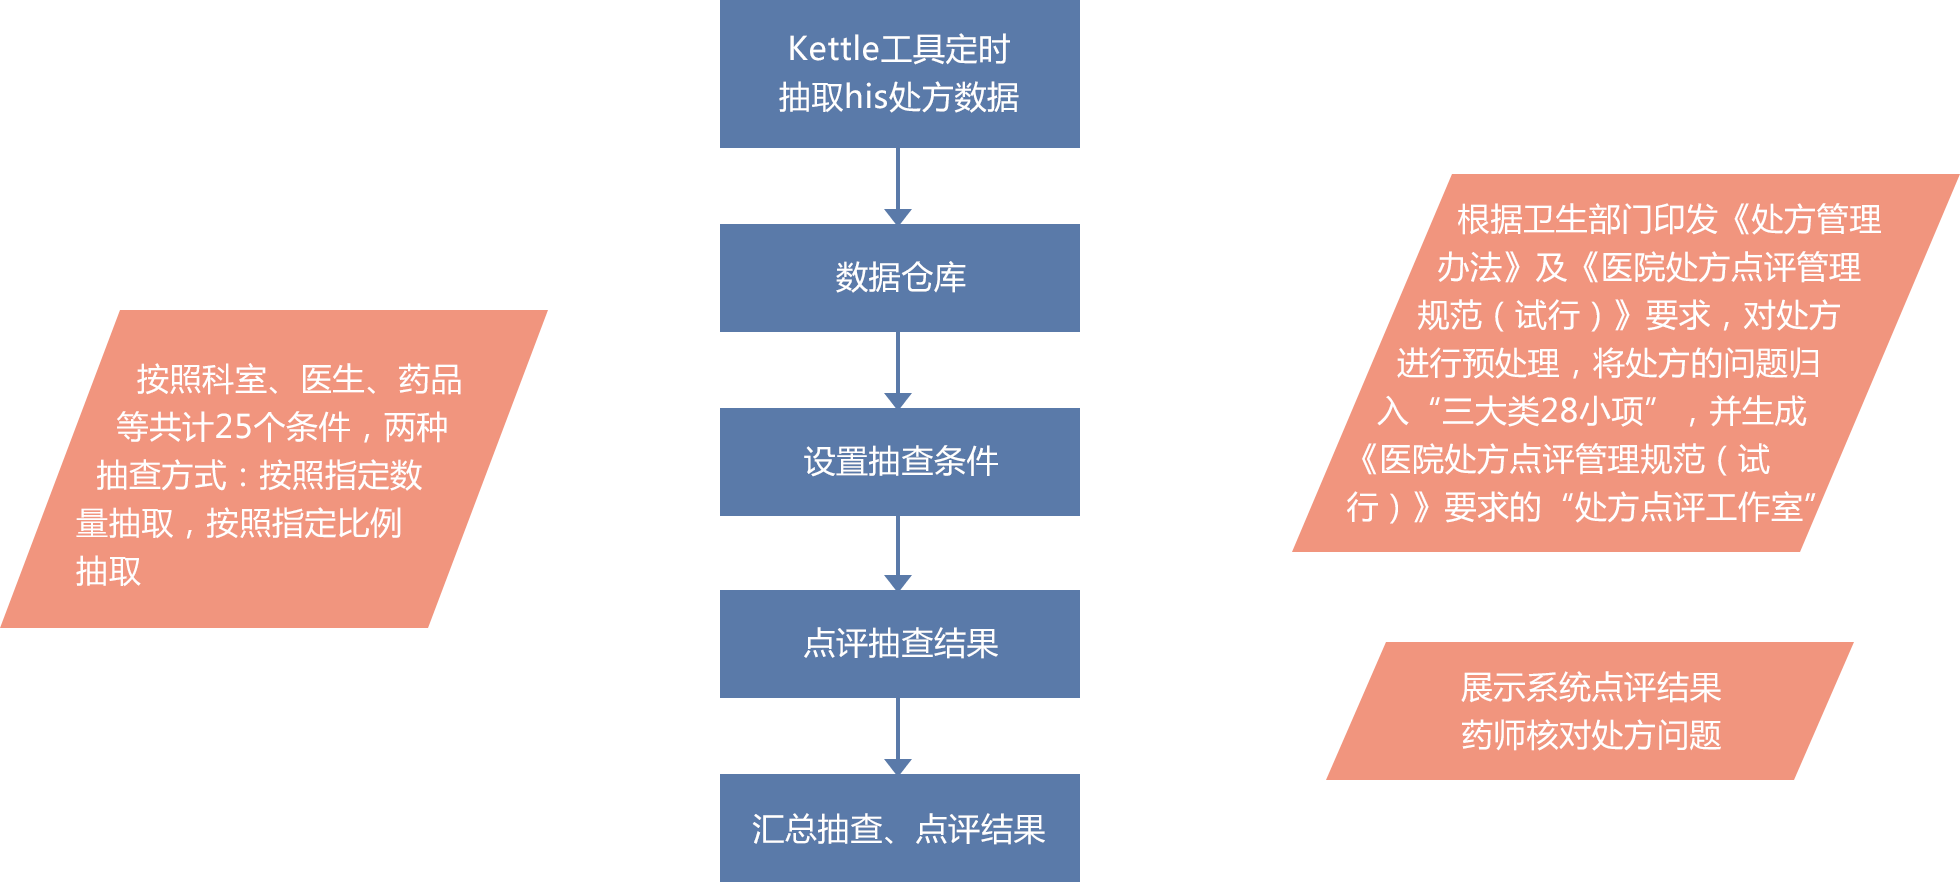 Kettle工具定时
抽取his处方数据
数据仓库
设置抽查条件
点评抽查结果
汇总抽查、点评结果
按照科室、医生、药品
等共计25个条件，两种
抽查方式：按照指定数
量抽取，按照指定比例
抽取
根据卫生部门印发《处方管理
办法》及《医院处方点评管理
规范（试行）》要求，对处方
进行预处理，将处方的问题归
入“三大类28小项”，并生成
《医院处方点评管理规范（试
行）》要求的“处方点评工作室”
展示系统点评结果
药师核对处方问题